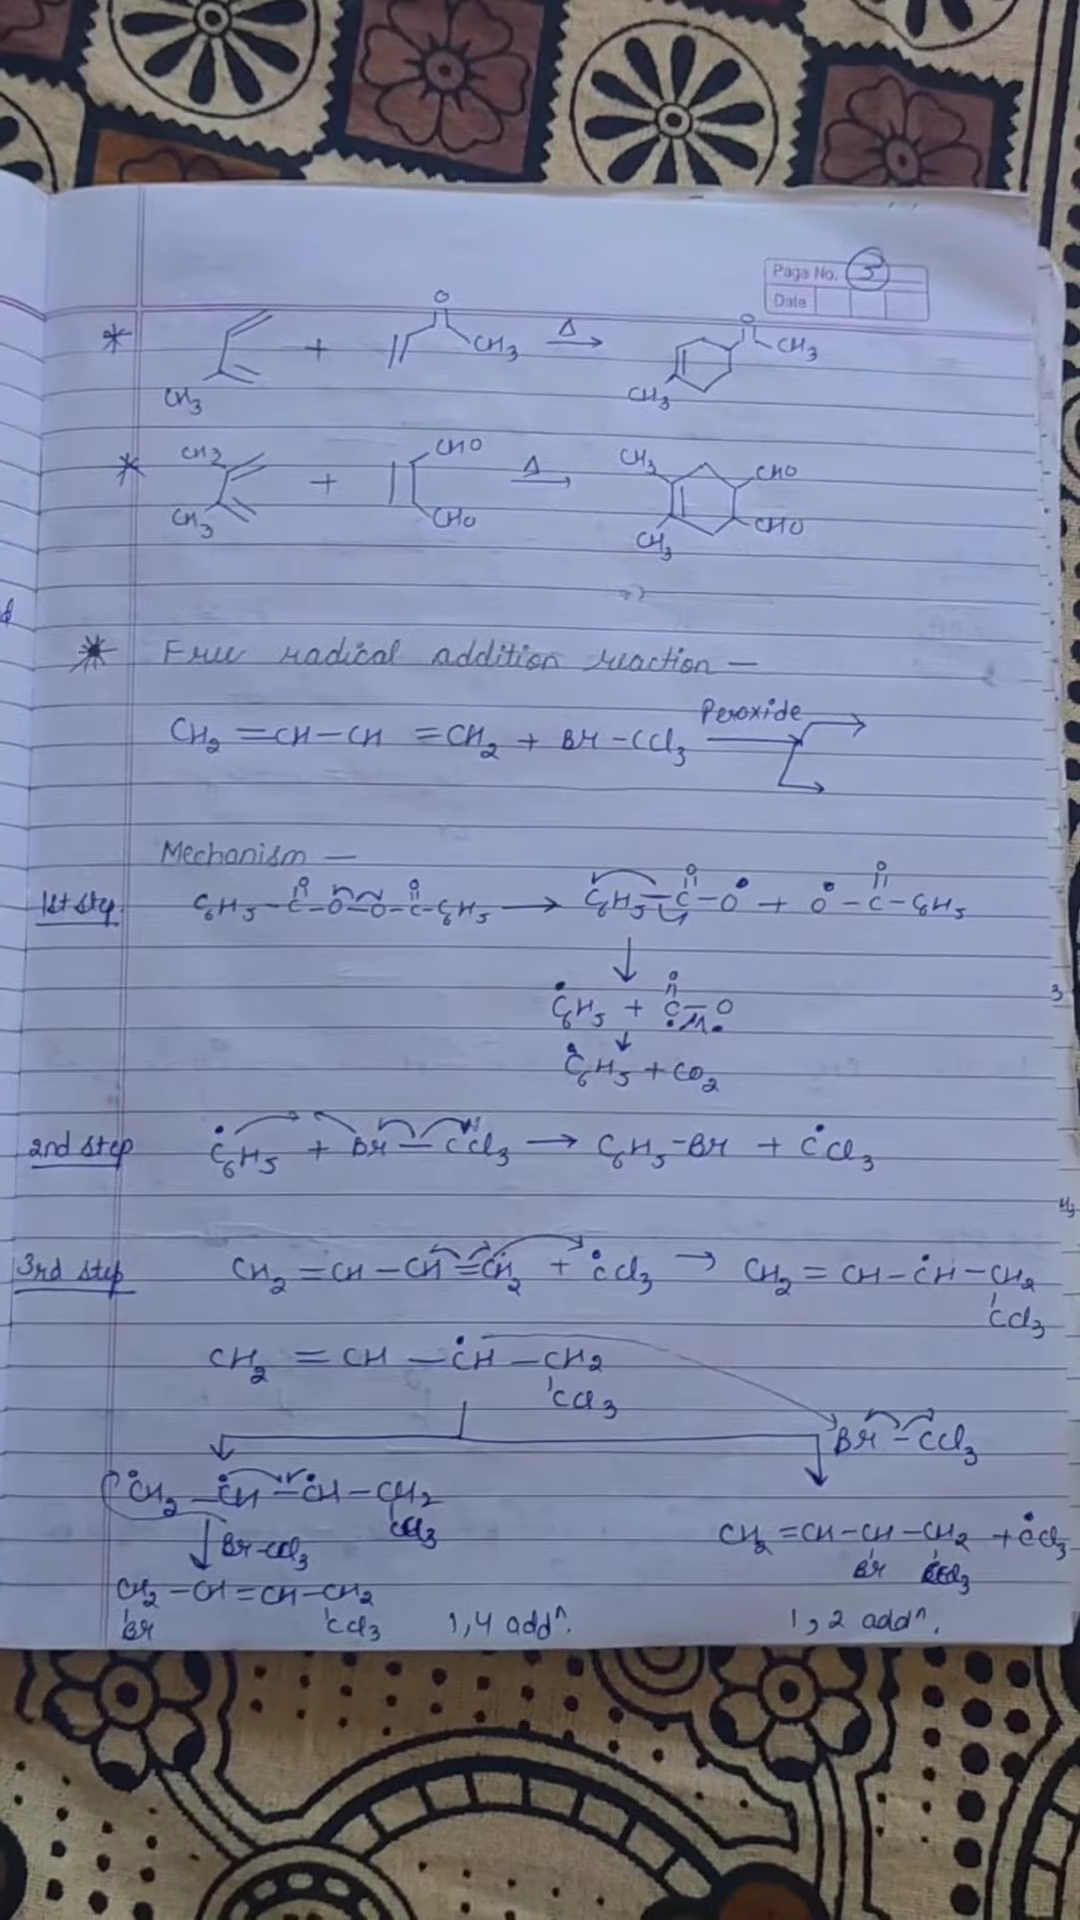 Page No. 5
Date
* CH3 + O CH3 Δ → O CH3 CH3
* CH3 CH3 + CHO CHO Δ → CH3 CH3 CHO CHO
* Free radical addition reaction —
CH2 = CH – CH = CH2 + Br – CCl3 Peroxide →
Mechanism —
1st step C6H5 – C(=O) – O – O – C(=O) – C6H5 → C6H5 – C(=O) – O• + O• – C(=O) – C6H5
↓
•C6H5 + •C(=O) – O•
↓
•C6H5 + CO2
2nd step •C6H5 + Br – CCl3 → C6H5 – Br + •CCl3
3rd step CH2 = CH – CH = CH2 + •CCl3 → CH2 = CH – •CH – CH2
CCl3
CH2 = CH – •CH – CH2
CCl3
Br – CCl3
•CH2 – •CH – •CH – CH2
CCl3
↓ Br – CCl3
CH2 = CH – CH – CH2 + •CCl3
Br CCl3
CH2 – CH = CH – CH2
Br CCl3 1,4 addn. 1,2 addn.